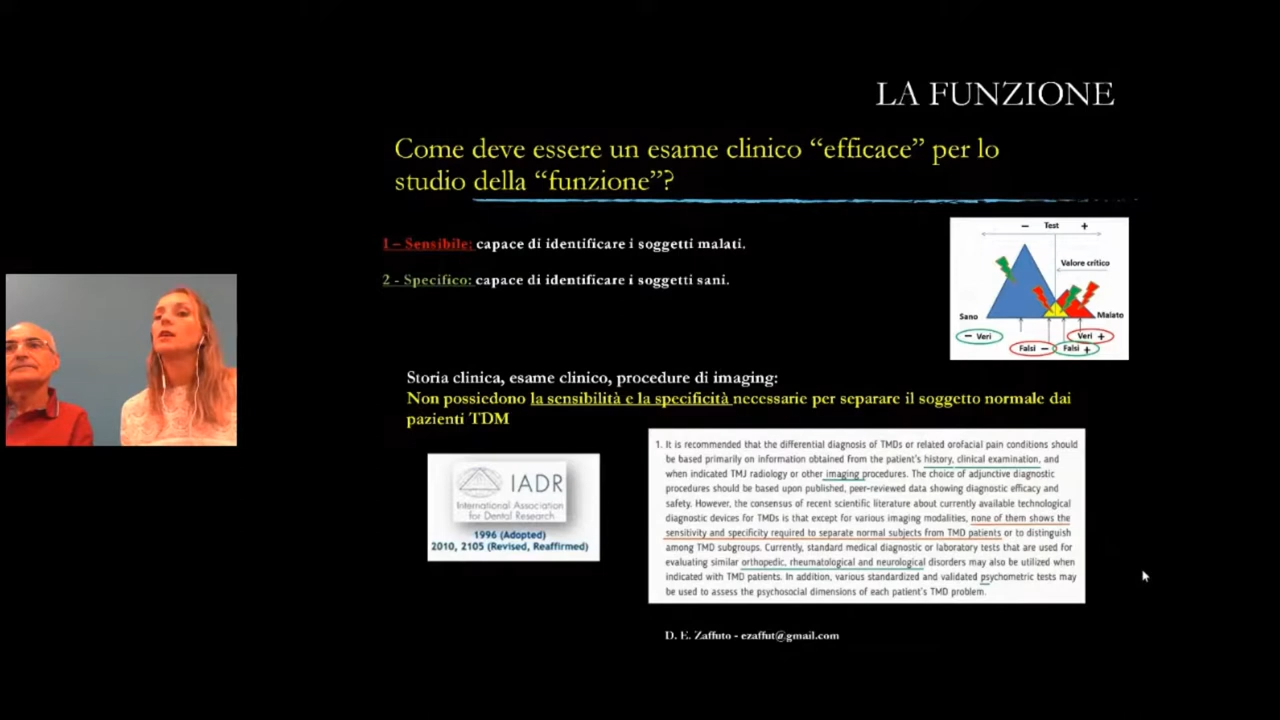 LA FUNZIONE
Come deve essere un esame clinico “efficace” per lo
studio della “funzione”?
1 – Sensibile: capace di identificare i soggetti malati.
2 - Specifico: capace di identificare i soggetti sani.
− Test +
Valore critico
Sano
Malato
− Veri
Veri +
Falsi −
Falsi +
Storia clinica, esame clinico, procedure di imaging:
Non possiedono la sensibilità e la specificità necessarie per separare il soggetto normale dai
pazienti TDM
1. It is recommended that the differential diagnosis of TMDs or related orofacial pain conditions should
be based primarily on information obtained from the patient's history, clinical examination, and
when indicated TMJ radiology or other imaging procedures. The choice of adjunctive diagnostic
procedures should be based upon published, peer-reviewed data showing diagnostic efficacy and
safety. However, the consensus of recent scientific literature about currently available technological
diagnostic devices for TMDs is that except for various imaging modalities, none of them shows the
sensitivity and specificity required to separate normal subjects from TMD patients or to distinguish
among TMD subgroups. Currently, standard medical diagnostic or laboratory tests that are used for
evaluating similar orthopedic, rheumatological and neurological disorders may also be utilized when
indicated with TMD patients. In addition, various standardized and validated psychometric tests may
be used to assess the psychosocial dimensions of each patient's TMD problem.
IADR
International Association
for Dental Research
1996 (Adopted)
2010, 2105 (Revised, Reaffirmed)
D. E. Zaffuto - ezaffut@gmail.com